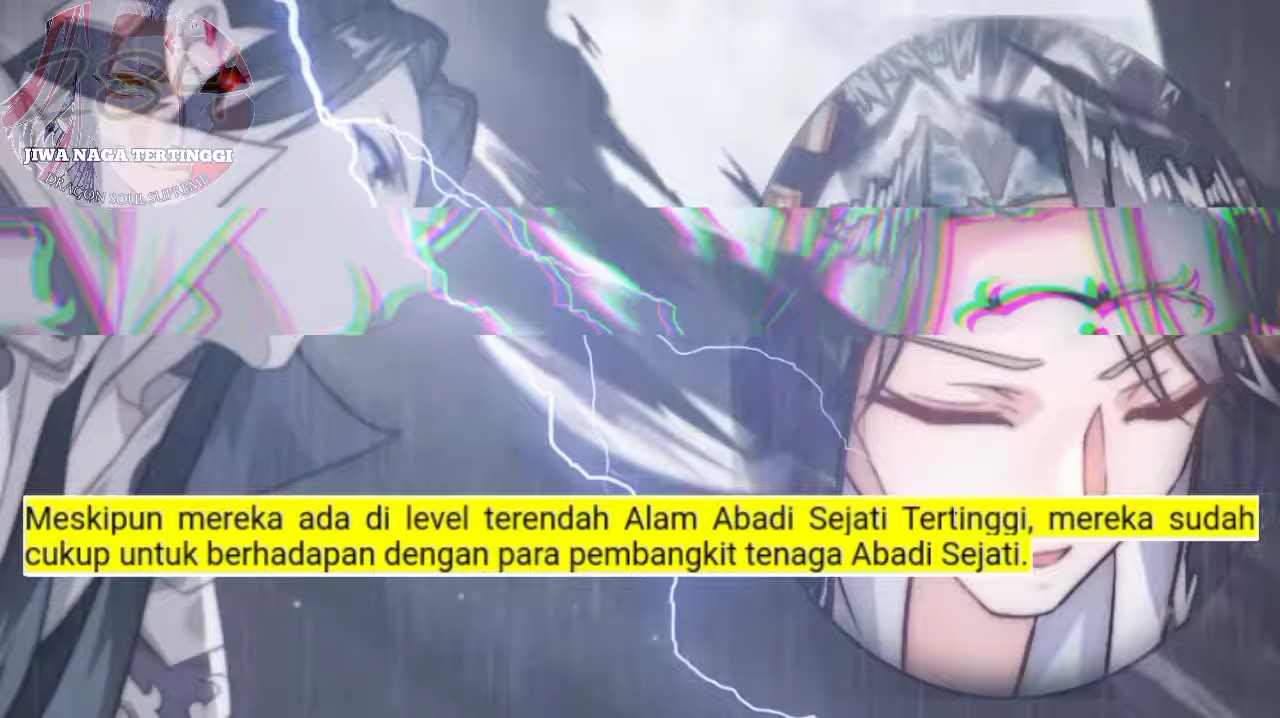 JIWA NAGA TERTINGGI
DRAGON SOUL SUPREME
Meskipun mereka ada di level terendah Alam Abadi Sejati Tertinggi, mereka sudah
cukup untuk berhadapan dengan para pembangkit tenaga Abadi Sejati.